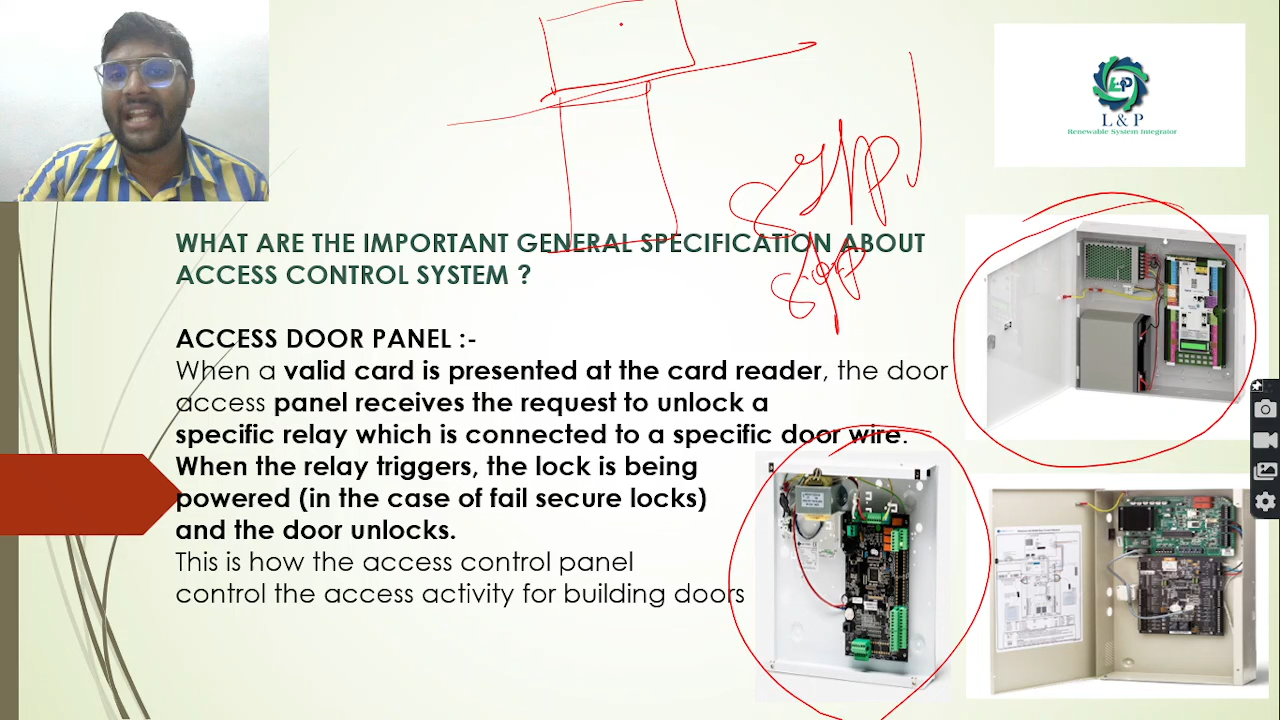 L & P
Renewable System Integrator
WHAT ARE THE IMPORTANT GENERAL SPECIFICATION ABOUT
ACCESS CONTROL SYSTEM ?
ACCESS DOOR PANEL :-
When a valid card is presented at the card reader, the door
access panel receives the request to unlock a
specific relay which is connected to a specific door wire.
When the relay triggers, the lock is being
powered (in the case of fail secure locks)
and the door unlocks.
This is how the access control panel
control the access activity for building doors